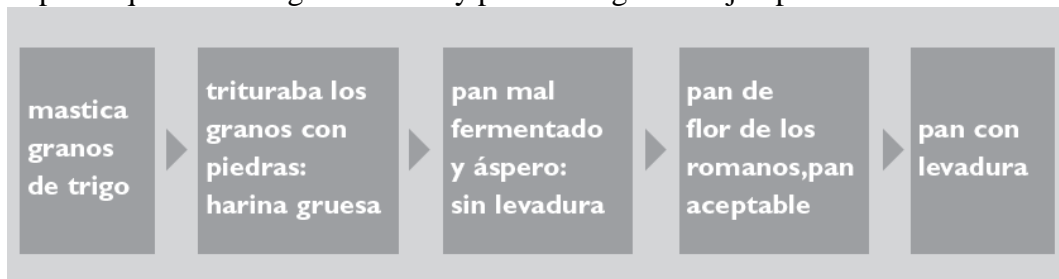 mastica
granos
de trigo
trituraba los
granos con
piedras:
harina gruesa
pan mal
fermentado
y áspero:
sin levadura
pan de
flor de los
romanos,pan
aceptable
pan con
levadura